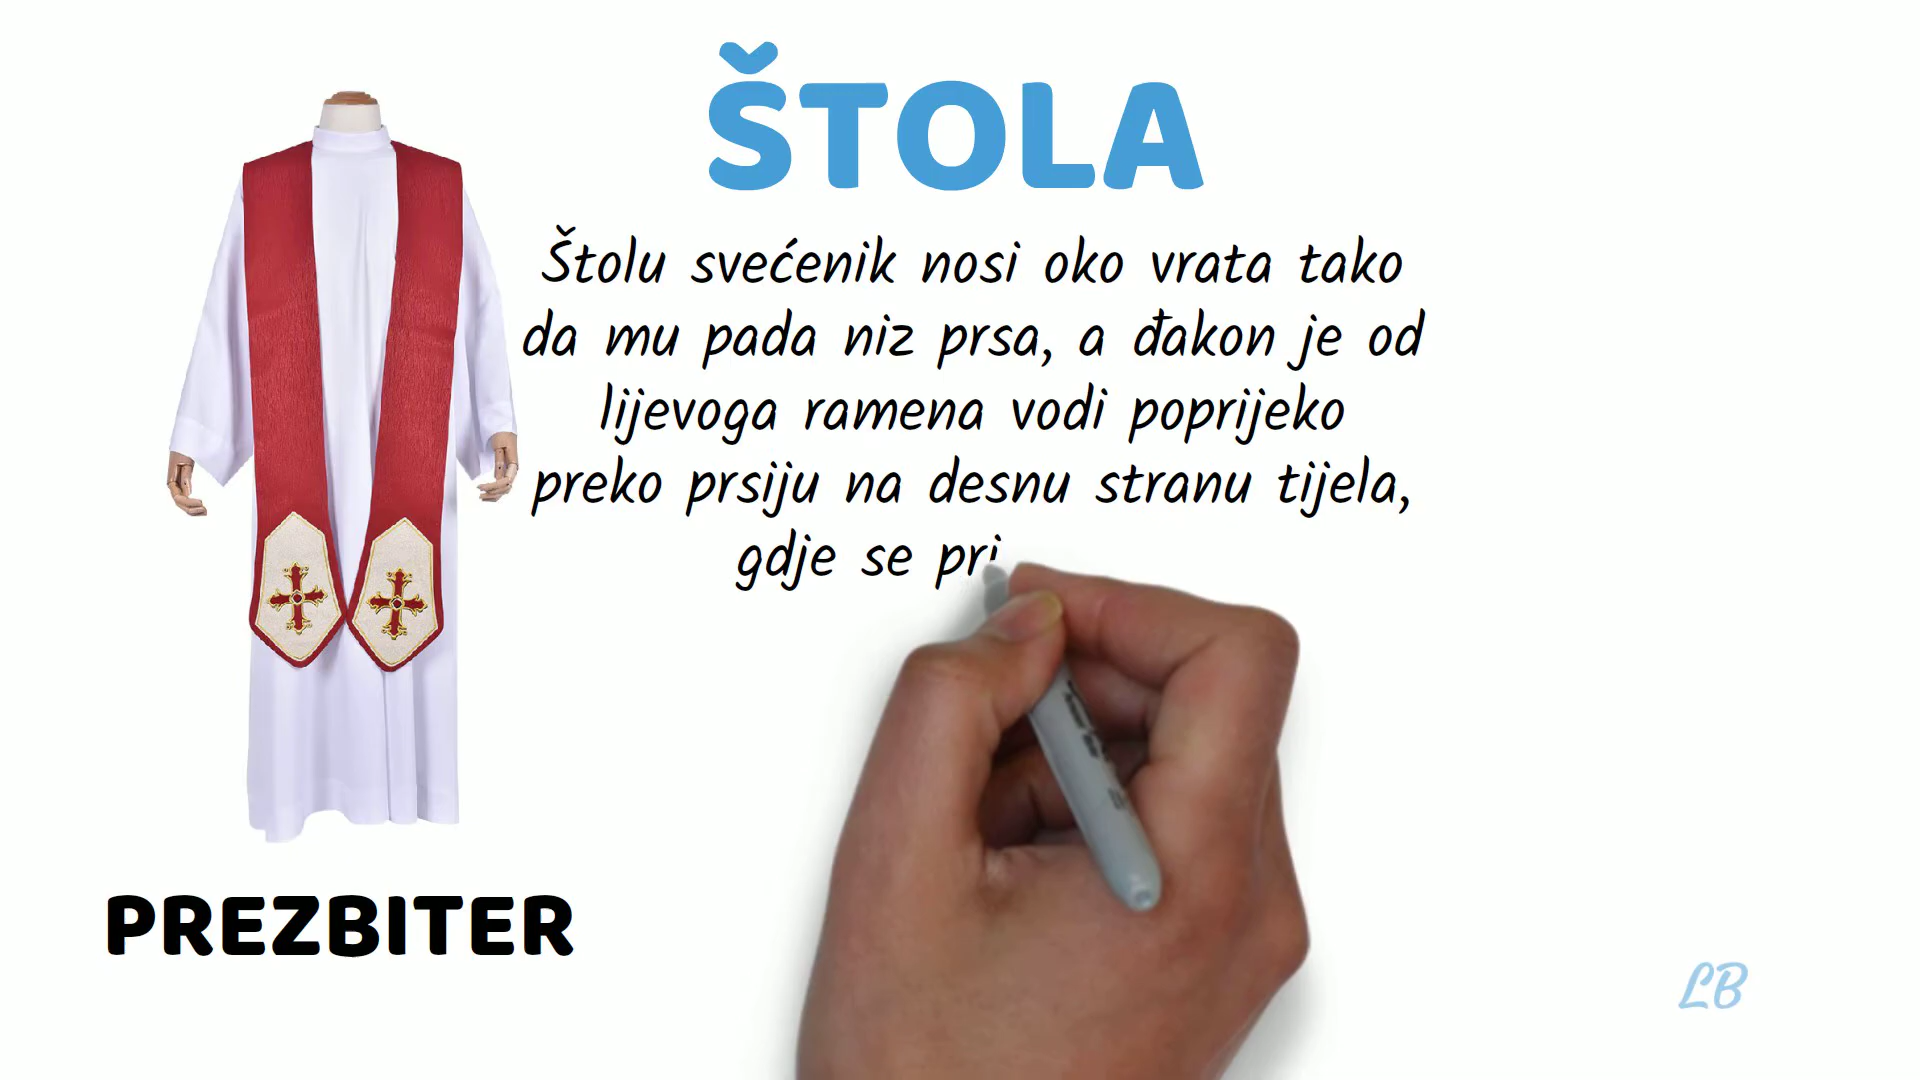 ŠTOLA
Štolu svećenik nosi oko vrata tako
da mu pada niz prsa, a đakon je od
lijevoga ramena vodi poprijeko
preko prsiju na desnu stranu tijela,
gdje se pri
PREZBITER
LB